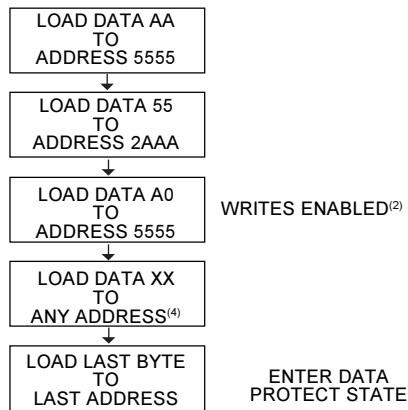 LOAD DATA AA
TO
ADDRESS 5555
LOAD DATA 55
TO
ADDRESS 2AAA
LOAD DATA A0
TO
ADDRESS 5555
WRITES ENABLED(2)
LOAD DATA XX
TO
ANY ADDRESS(4)
LOAD LAST BYTE
TO
LAST ADDRESS
ENTER DATA
PROTECT STATE